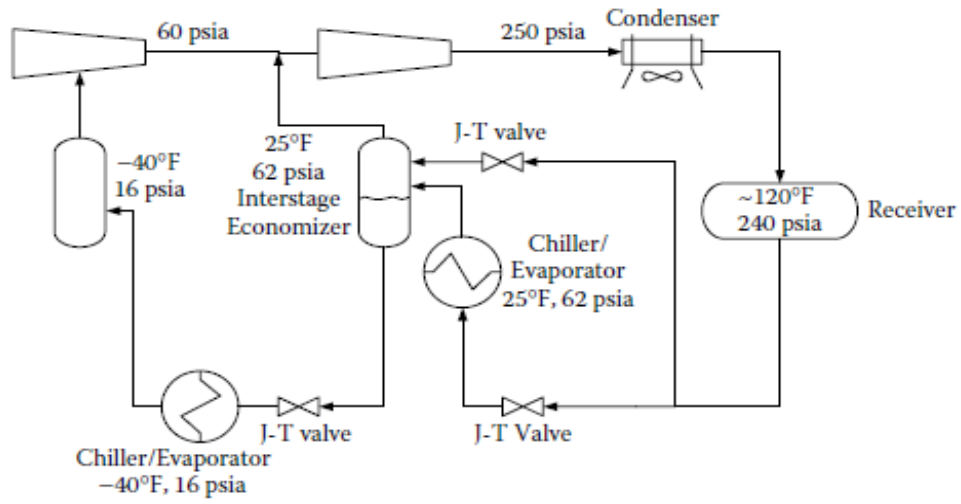 60 psia
250 psia
Condenser
–40°F
16 psia
25°F
62 psia
Interstage
Economizer
J-T valve
~120°F
240 psia
Receiver
Chiller/
Evaporator
25°F, 62 psia
J-T valve
J-T Valve
Chiller/Evaporator
–40°F, 16 psia